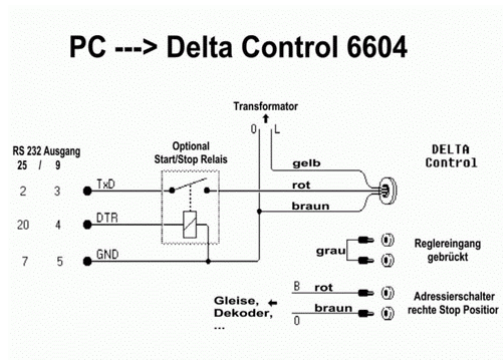 PC ---> Delta Control 6604
Transformator
0 L
RS 232 Ausgang
25 / 9
Optional
Start/Stop Relais
DELTA
Control
gelb
2 3 TxD
rot
braun
20 4 DTR
7 5 GND
grau
Reglereingang
gebrückt
B rot
Gleise,
Dekoder,
...
braun
0
Adressierschalter
rechte Stop Positior